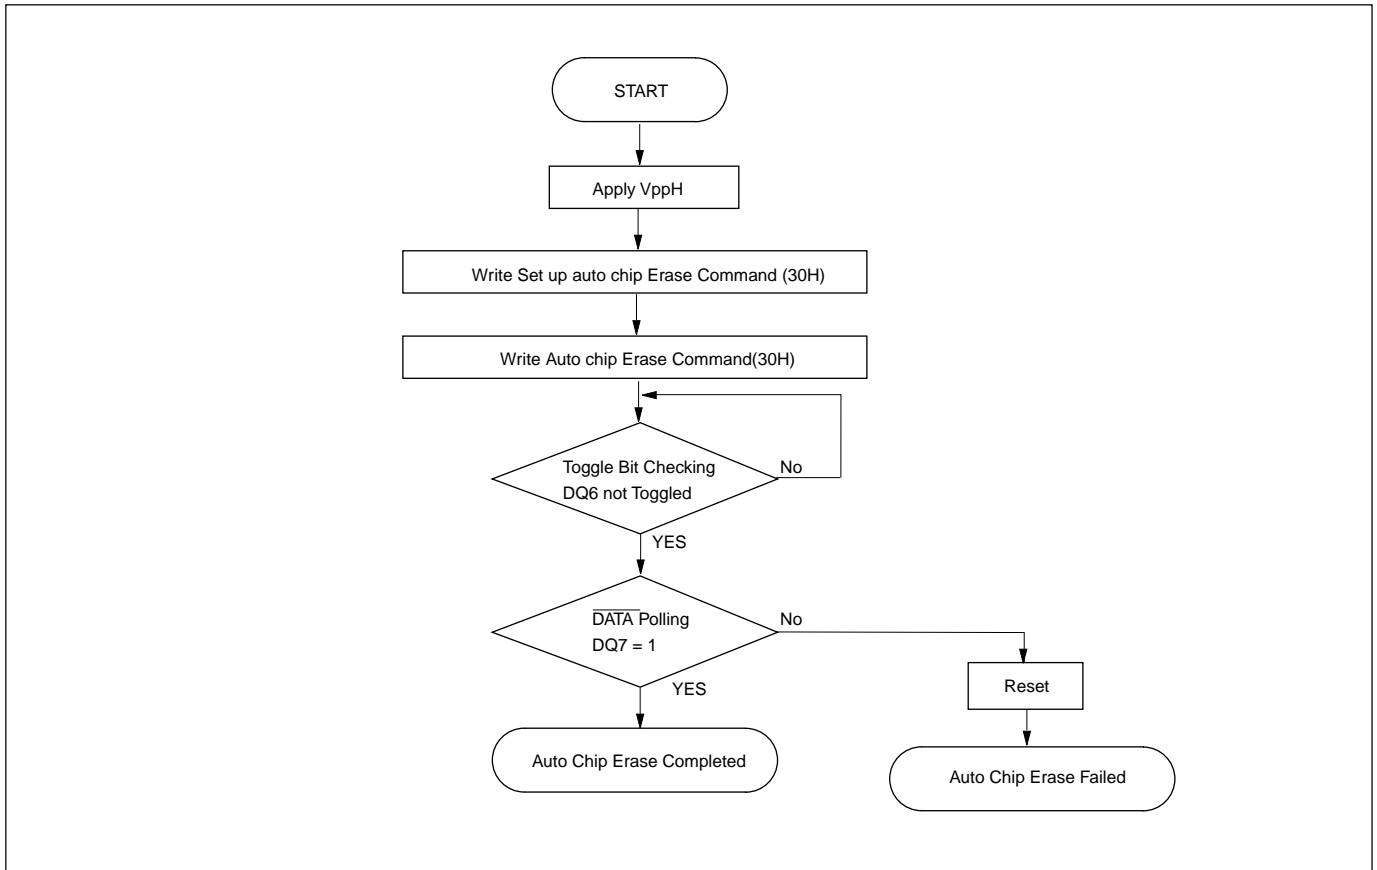 START
Apply VppH
Write Set up auto chip Erase Command (30H)
Write Auto chip Erase Command(30H)
Toggle Bit Checking
DQ6 not Toggled
No
YES
DATA Polling
DQ7 = 1
No
YES
Reset
Auto Chip Erase Completed
Auto Chip Erase Failed